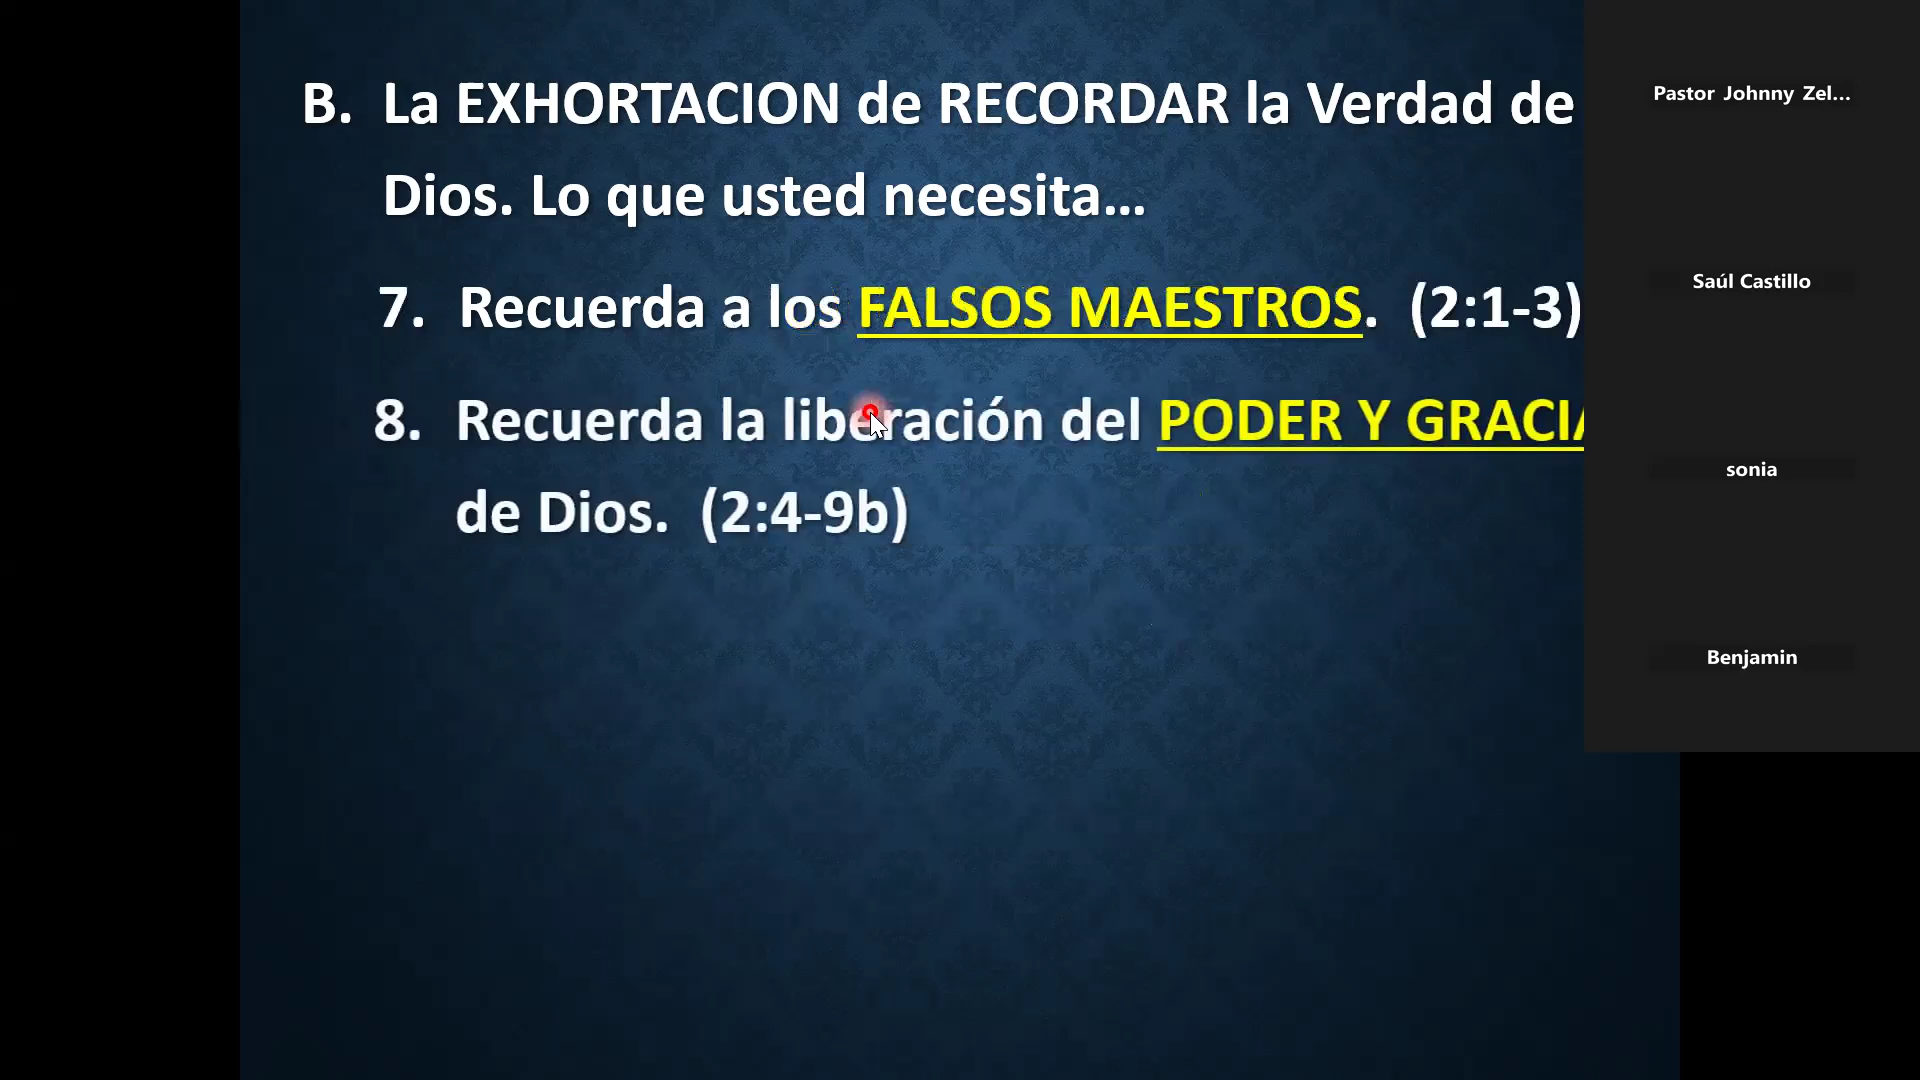 B. La EXHORTACION de RECORDAR la Verdad de
Dios. Lo que usted necesita...
7. Recuerda a los FALSOS MAESTROS. (2:1-3)
8. Recuerda la liberación del PODER Y GRACIA
de Dios. (2:4-9b)
Pastor Johnny Zel...
Saúl Castillo
sonia
Benjamin